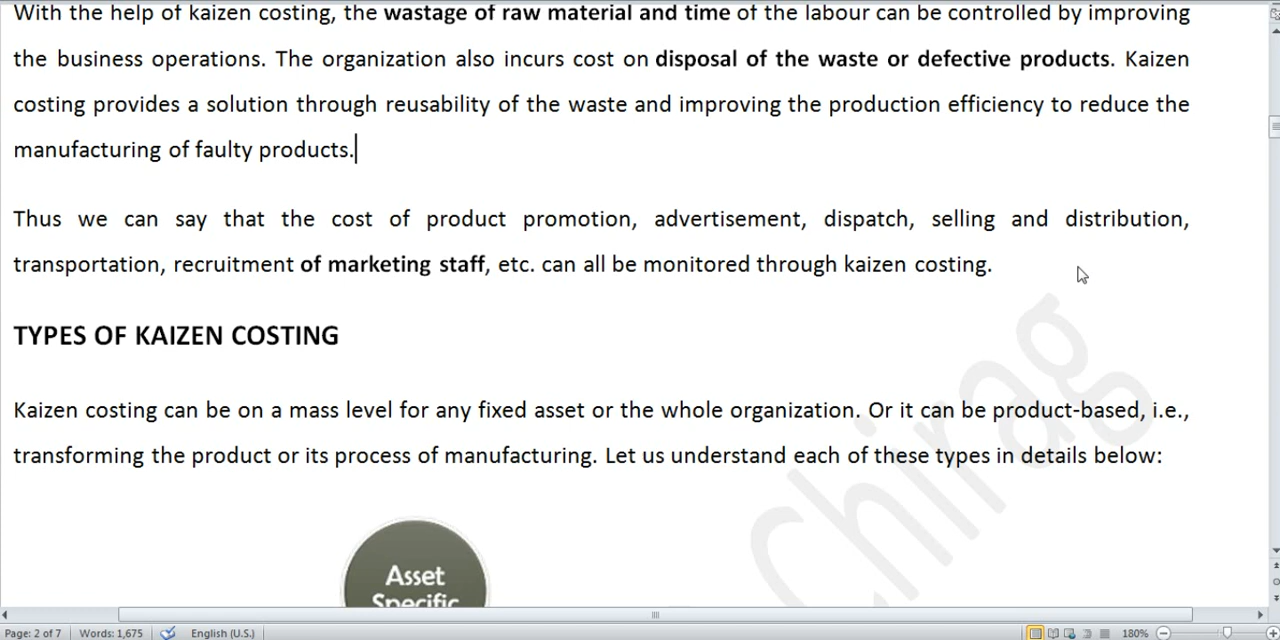 With the help of kaizen costing, the wastage of raw material and time of the labour can be controlled by improving
the business operations. The organization also incurs cost on disposal of the waste or defective products. Kaizen
costing provides a solution through reusability of the waste and improving the production efficiency to reduce the
manufacturing of faulty products.
Thus we can say that the cost of product promotion, advertisement, dispatch, selling and distribution,
transportation, recruitment of marketing staff, etc. can all be monitored through kaizen costing.
TYPES OF KAIZEN COSTING
Kaizen costing can be on a mass level for any fixed asset or the whole organization. Or it can be product-based, i.e.,
transforming the product or its process of manufacturing. Let us understand each of these types in details below:
Chirag
Asset
Specific
Page: 2 of 7 Words: 1,675 English (U.S.) 180%